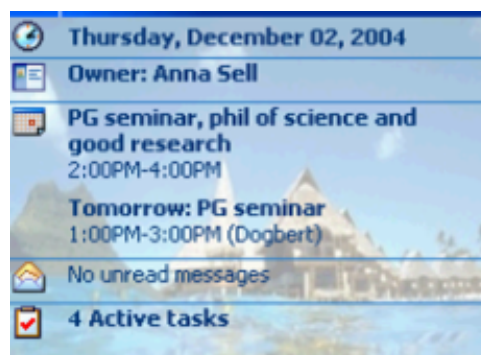 Thursday, December 02, 2004
Owner: Anna Sell
PG seminar, phil of science and
good research
2:00PM-4:00PM
Tomorrow: PG seminar
1:00PM-3:00PM (Dogbert)
No unread messages
4 Active tasks